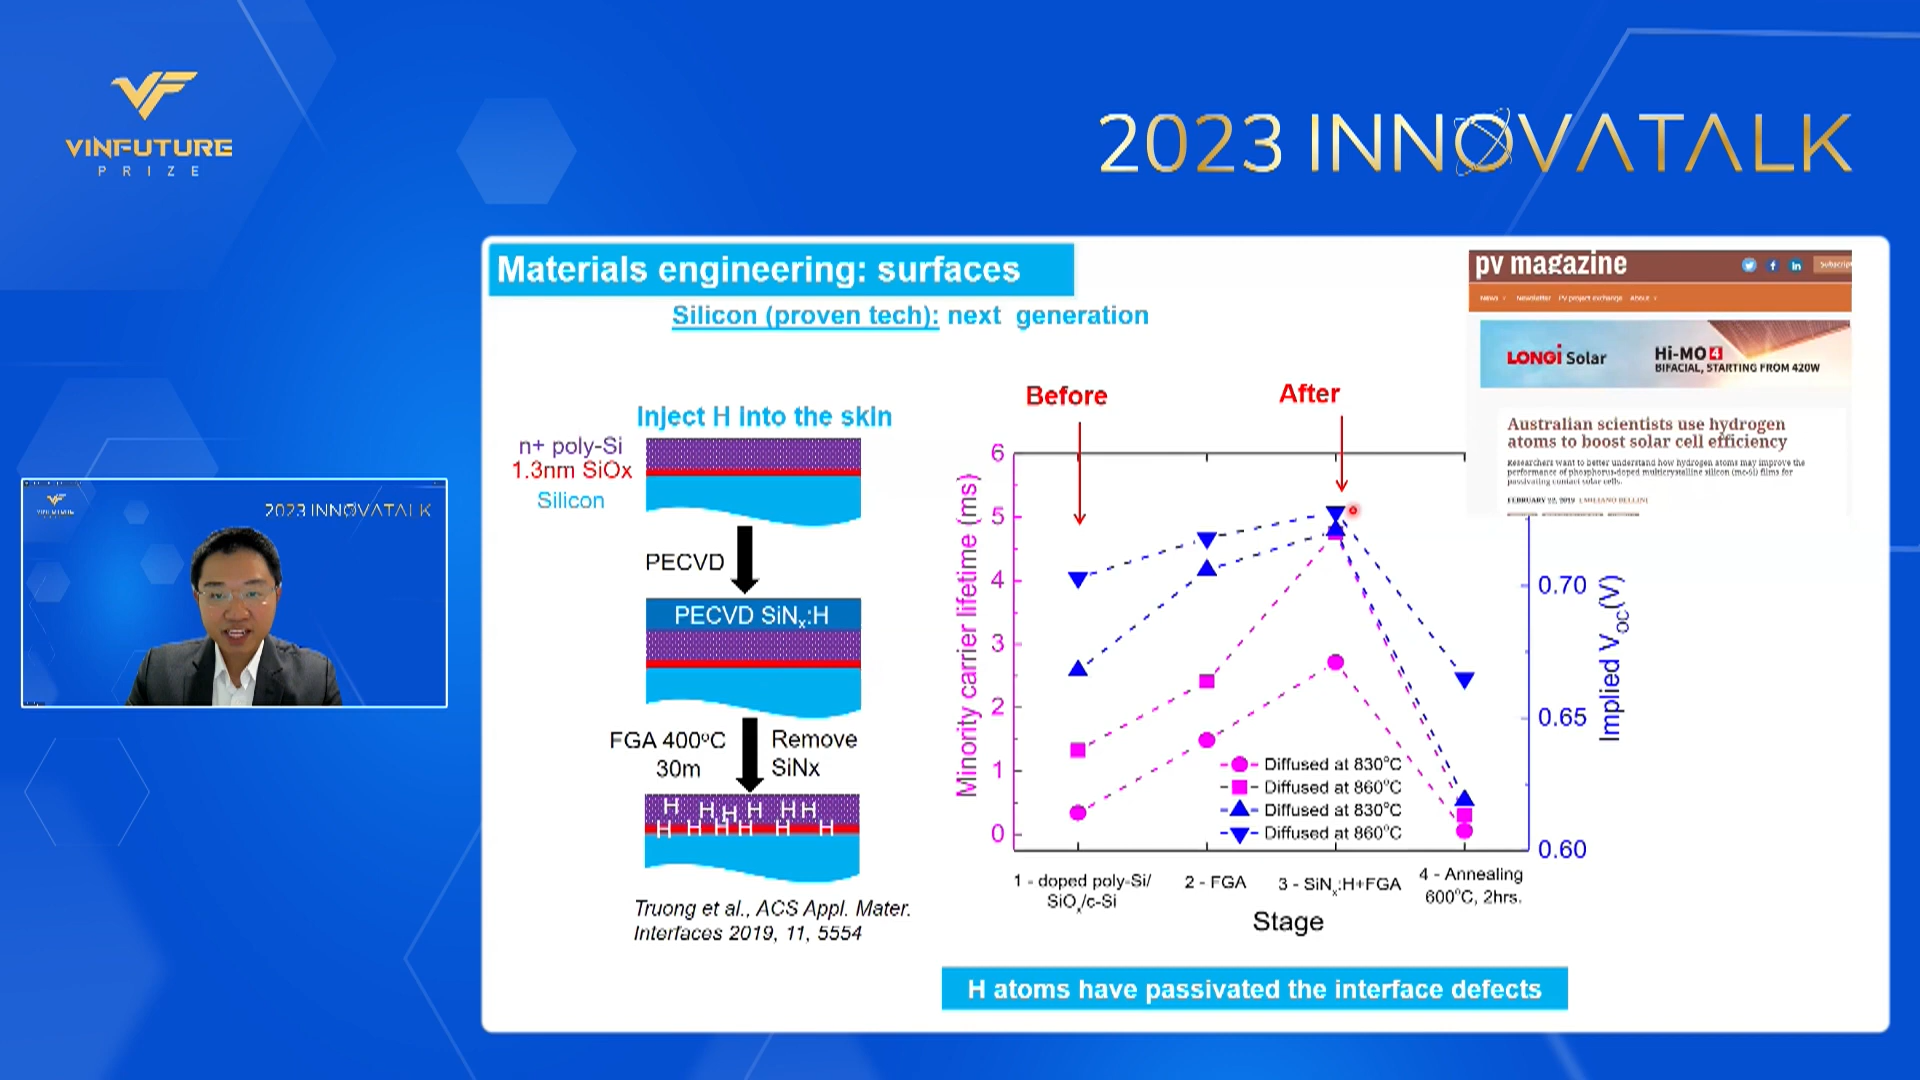 VINFUTURE
PRIZE
2023 INNOVATALK
Materials engineering: surfaces
Silicon (proven tech): next generation
Inject H into the skin
n+ poly-Si
1.3nm SiOx
Silicon
PECVD
PECVD SiNx:H
FGA 400°C
30m
Remove
SiNx
H H H H H H
H H H H H H
Truong et al., ACS Appl. Mater.
Interfaces 2019, 11, 5554
Before
After
Minority carrier lifetime (ms)
6
5
4
3
2
1
0
Diffused at 830°C
Diffused at 860°C
Diffused at 830°C
Diffused at 860°C
0.70
0.65
0.60
Implied VOC(V)
1 - doped poly-Si/
SiOx/c-Si
2 - FGA
3 - SiNx:H+FGA
4 - Annealing
600°C, 2hrs.
Stage
H atoms have passivated the interface defects
pv magazine
News
Newsletter
PV project exchange
About
LONGi Solar
Hi-MO 4
BIFACIAL, STARTING FROM 420W
Australian scientists use hydrogen
atoms to boost solar cell efficiency
Researchers want to better understand how hydrogen atoms may improve the
performance of phosphorus-doped multicrystalline silicon (mc-si) films for
passivating contact solar cells.
FEBRUARY 22, 2019 EMILIANO BELLINI
VINFUTURE
2023 INNOVATALK